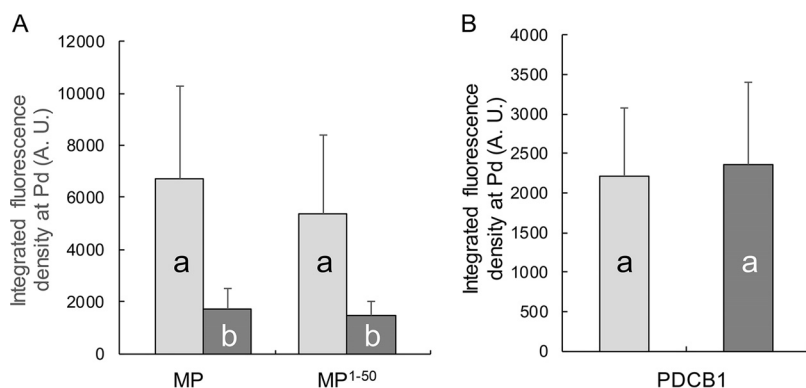 A
Integrated fluorescence
density at Pd (A. U.)
12000
10000
8000
6000
4000
2000
0
a
b
a
b
MP
MP¹⁻⁵⁰
B
Integrated fluorescence
density at Pd (A. U.)
4000
3500
3000
2500
2000
1500
1000
500
0
a
a
PDCB1